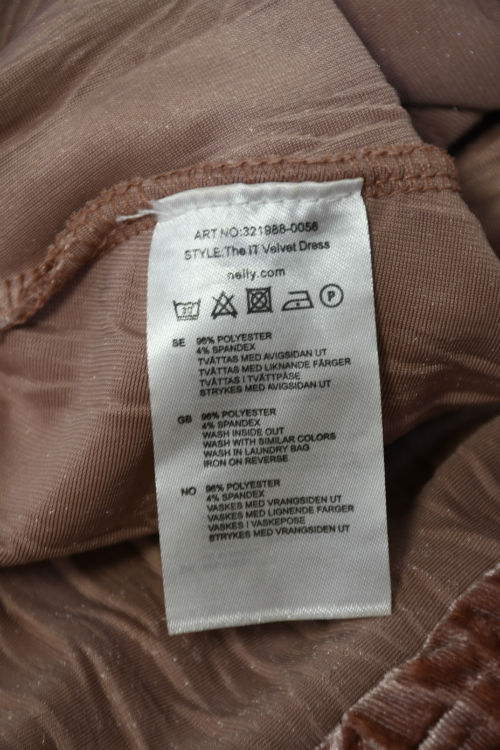 ART NO:321988-0056
STYLE:The IT Velvet Dress
nelly.com
P
SE 96% POLYESTER
4% SPANDEX
TVÄTTAS MED AVIGSIDAN UT
TVÄTTAS MED LIKNANDE FÄRGER
TVÄTTAS I TVÄTTPÅSE
STRYKES MED AVIGSIDAN UT
GB 96% POLYESTER
4% SPANDEX
WASH INSIDE OUT
WASH WITH SIMILAR COLORS
WASH IN LAUNDRY BAG
IRON ON REVERSE
NO 96% POLYESTER
4% SPANDEX
VASKES MED VRANGSIDEN UT
VASKES MED LIGNENDE FARGER
VASKES I VASKEPOSE
STRYKES MED VRANGSIDEN UT